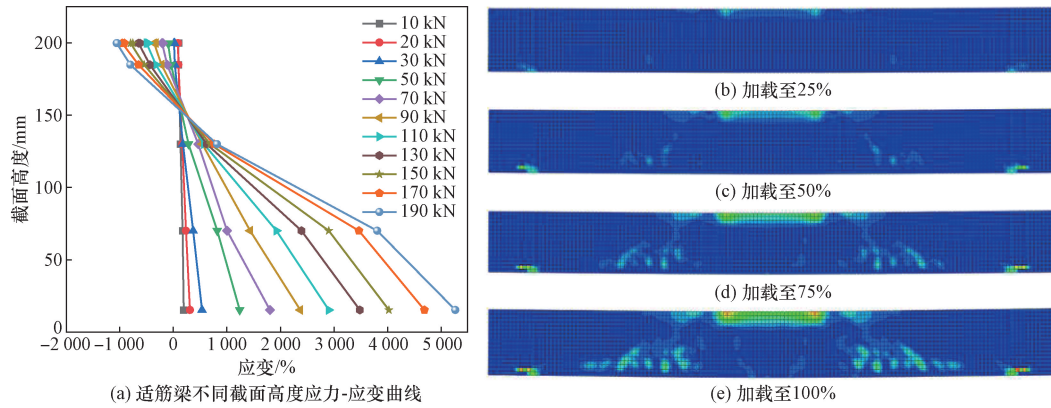 10 kN
20 kN
30 kN
50 kN
70 kN
90 kN
110 kN
130 kN
150 kN
170 kN
190 kN
200
150
100
50
0
截面高度/mm
-2 000 -1 000 0 1 000 2 000 3 000 4 000 5 000
应变/%
(a) 适筋梁不同截面高度应力-应变曲线
(b) 加载至25%
(c) 加载至50%
(d) 加载至75%
(e) 加载至100%